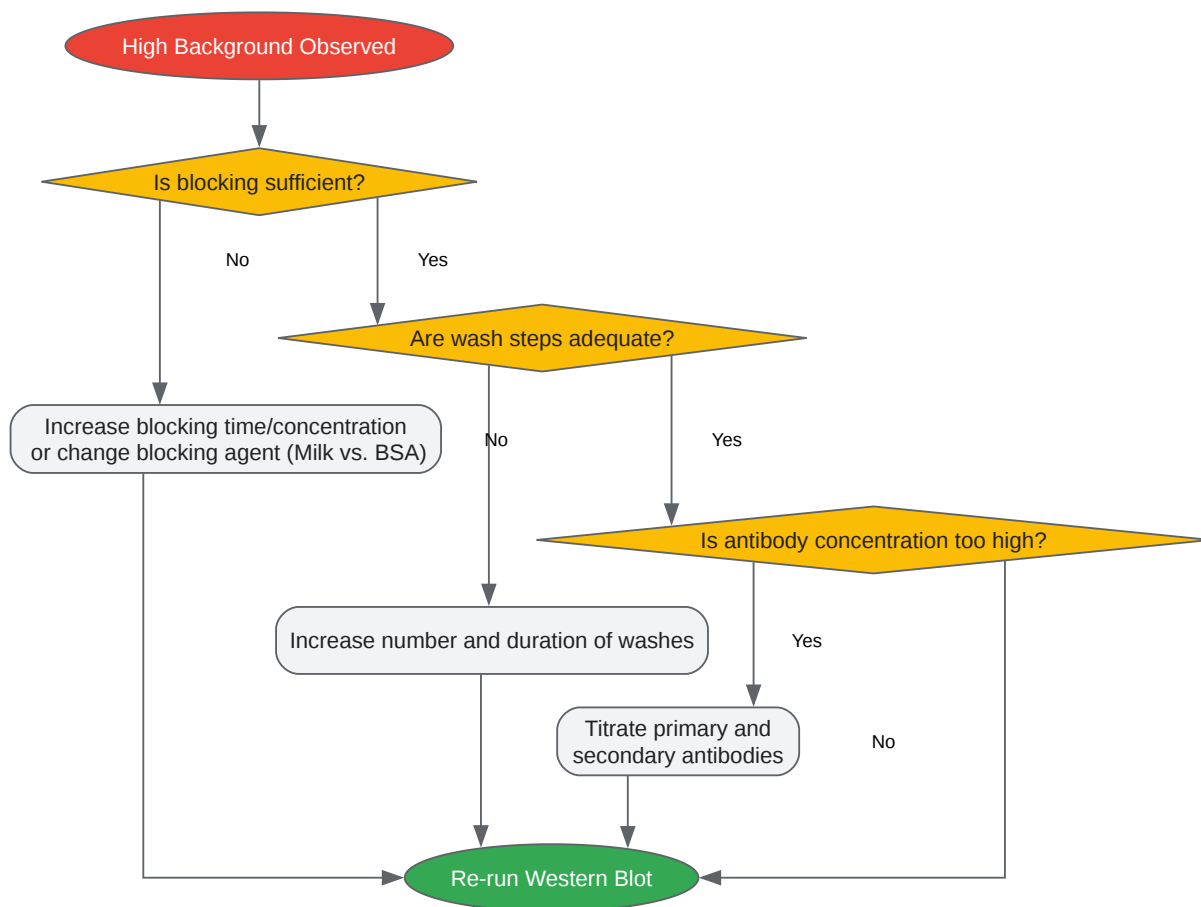 High Background Observed
Is blocking sufficient?
No
Yes
Are wash steps adequate?
Increase blocking time/concentration
or change blocking agent (Milk vs. BSA)
No
Yes
Is antibody concentration too high?
Increase number and duration of washes
Yes
Titrate primary and
secondary antibodies
No
Re-run Western Blot